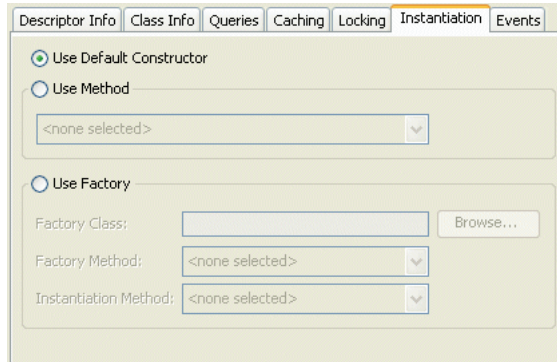 Descriptor Info Class Info Queries Caching Locking Instantiation Events
Use Default Constructor
Use Method
<none selected>
Use Factory
Factory Class: Browse...
Factory Method: <none selected>
Instantiation Method: <none selected>